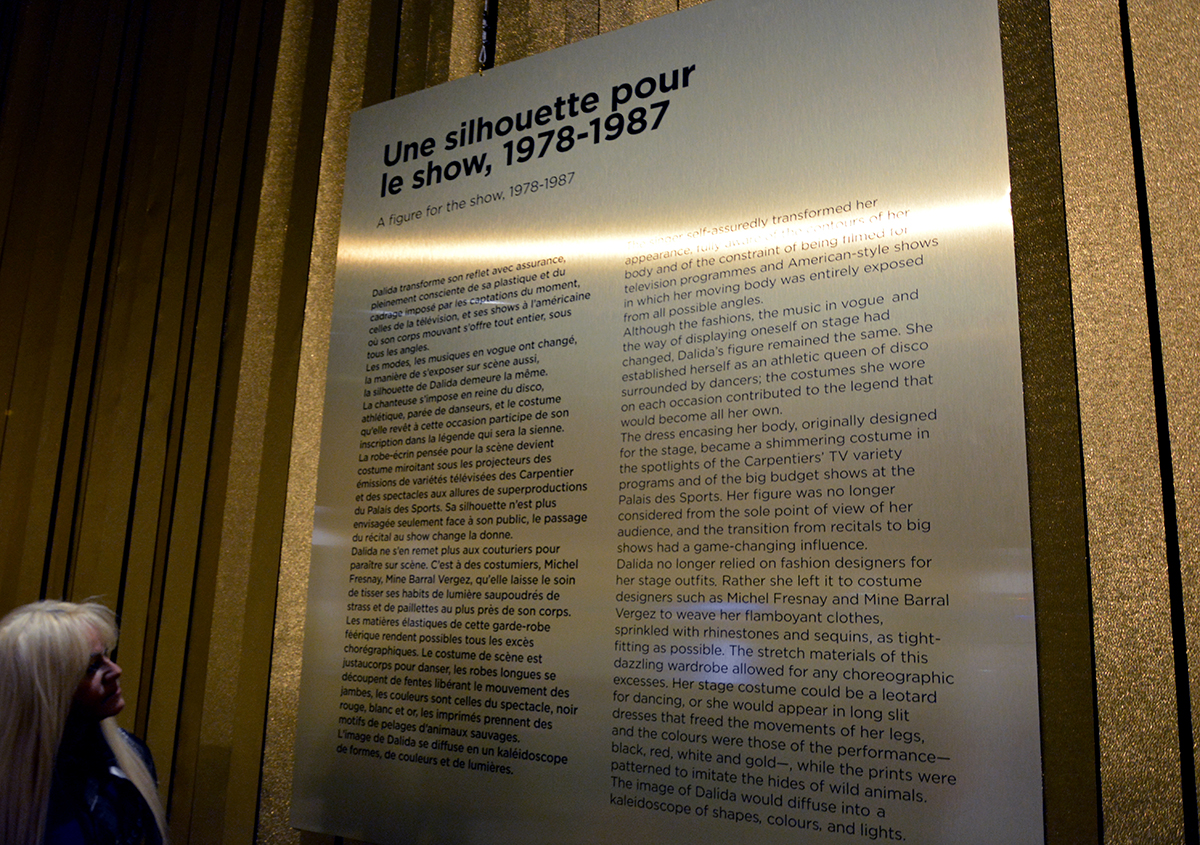 Une silhouette pour
le show, 1978-1987
A figure for the show, 1978-1987
Dalida transforme son reflet avec assurance,
pleinement consciente de sa plastique et du
cadrage imposé par les captations du moment,
celles de la télévision, et ses shows à l'américaine
où son corps mouvant s'offre tout entier, sous
tous les angles.
Les modes, les musiques en vogue ont changé,
la manière de s'exposer sur scène aussi,
la silhouette de Dalida demeure la même.
La chanteuse s'impose en reine du disco,
athlétique, parée de danseurs, et le costume
qu'elle revêt à cette occasion participe de son
inscription dans la légende qui sera la sienne.
La robe-écrin pensée pour la scène devient
costume miroitant sous les projecteurs des
émissions de variétés télévisées des Carpentier
et des spectacles aux allures de superproductions
du Palais des Sports. Sa silhouette n'est plus
envisagée seulement face à son public, le passage
du récital au show change la donne.
Dalida ne s'en remet plus aux couturiers pour
paraître sur scène. C'est à des costumiers, Michel
Fresnay, Mine Barral Vergez, qu'elle laisse le soin
de tisser ses habits de lumière saupoudrés de
strass et de paillettes au plus près de son corps.
Les matières élastiques de cette garde-robe
féérique rendent possibles tous les excès
chorégraphiques. Le costume de scène est
justaucorps pour danser, les robes longues se
découpent de fentes libérant le mouvement des
jambes, les couleurs sont celles du spectacle, noir
rouge, blanc et or, les imprimés prennent des
motifs de pelages d'animaux sauvages.
L'image de Dalida se diffuse en un kaléidoscope
de formes, de couleurs et de lumières.
self-assuredly transformed her
appearance, fully aware of the contours of her
body and of the constraint of being filmed for
television programmes and American-style shows
in which her moving body was entirely exposed
from all possible angles.
Although the fashions, the music in vogue and
the way of displaying oneself on stage had
changed, Dalida's figure remained the same. She
established herself as an athletic queen of disco
surrounded by dancers; the costumes she wore
on each occasion contributed to the legend that
would become all her own.
The dress encasing her body, originally designed
for the stage, became a shimmering costume in
the spotlights of the Carpentiers' TV variety
programs and of the big budget shows at the
Palais des Sports. Her figure was no longer
considered from the sole point of view of her
audience, and the transition from recitals to big
shows had a game-changing influence.
Dalida no longer relied on fashion designers for
her stage outfits. Rather she left it to costume
designers such as Michel Fresnay and Mine Barral
Vergez to weave her flamboyant clothes,
sprinkled with rhinestones and sequins, as tight-
fitting as possible. The stretch materials of this
dazzling wardrobe allowed for any choreographic
excesses. Her stage costume could be a leotard
for dancing, or she would appear in long slit
dresses that freed the movements of her legs,
and the colours were those of the performance—
black, red, white and gold—, while the prints were
patterned to imitate the hides of wild animals.
The image of Dalida would diffuse into a
kaleidoscope of shapes, colours, and lights.